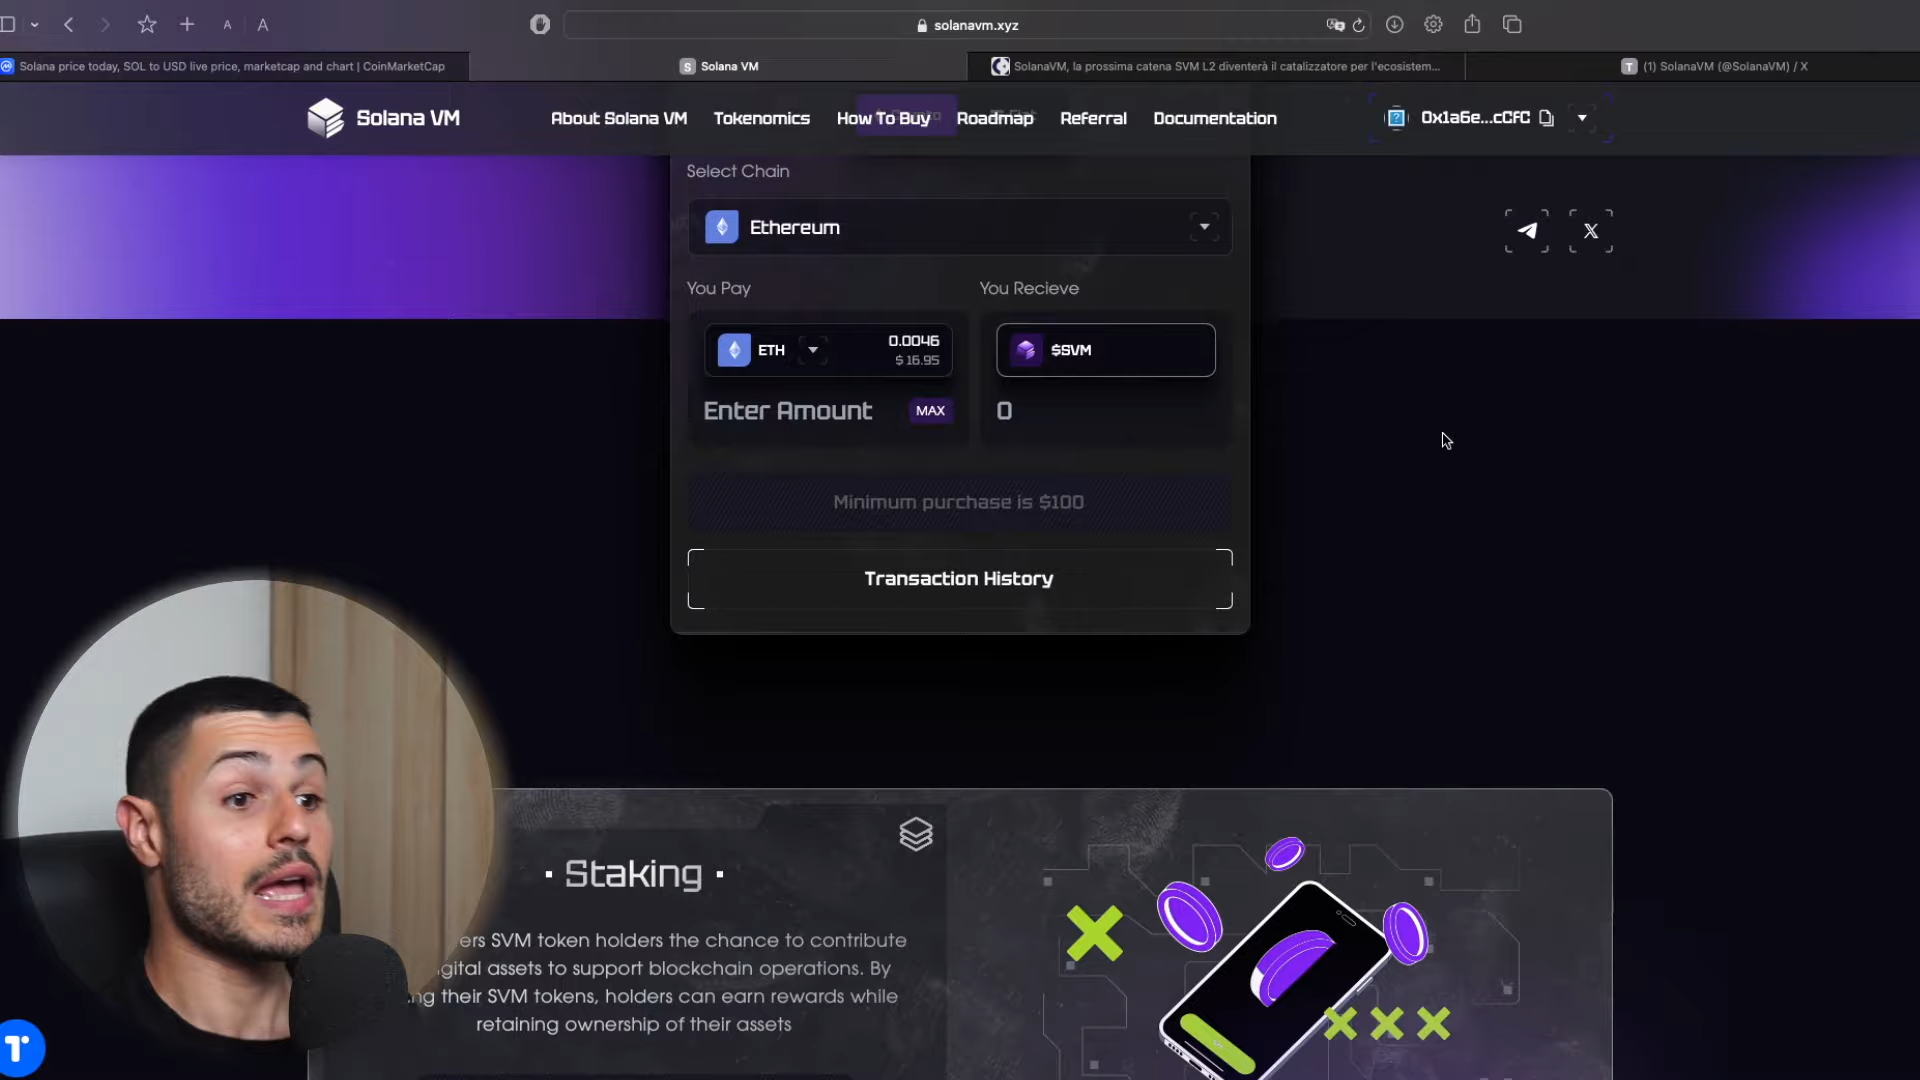 A A
solanavm.xyz
Solana price today, SOL to USD live price, marketcap and chart | CoinMarketCap
S Solana VM
SolanaVM, la prossima catena SVM L2 diventerà il catalizzatore per l'ecosistem...
T (1) SolanaVM (@SolanaVM) / X
Solana VM
About Solana VM
Tokenomics
How To Buy
Roadmap
Referral
Documentation
0x1a6e...cCfC
Select Chain
Ethereum
You Pay
You Recieve
ETH
0.0046
$ 16.95
$SVM
Enter Amount
MAX
0
Minimum purchase is $100
Transaction History
Staking
SVM token holders the chance to contribute
assets to support blockchain operations. By
their SVM tokens, holders can earn rewards while
retaining ownership of their assets